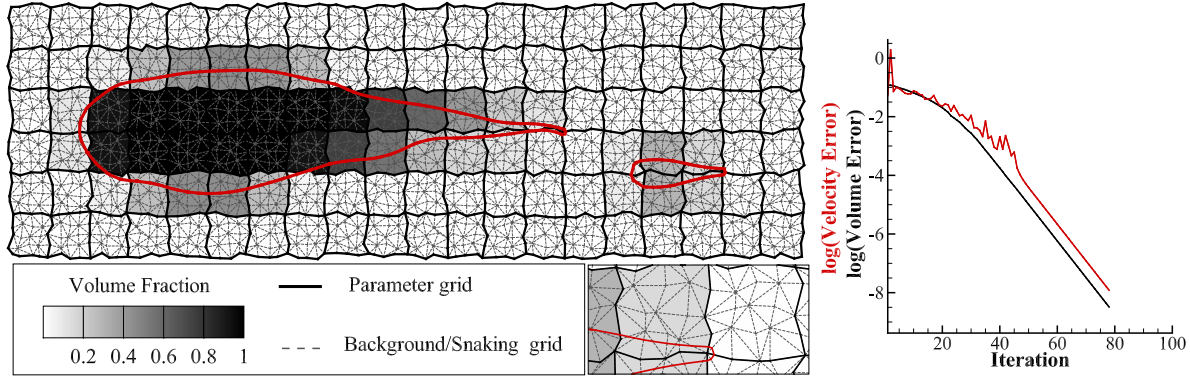 Volume Fraction
0.2 0.4 0.6 0.8 1
Parameter grid
Background/Snaking grid
log(Velocity Error)
log(Volume Error)
0
-2
-4
-6
-8
20 40 60 80 100
Iteration